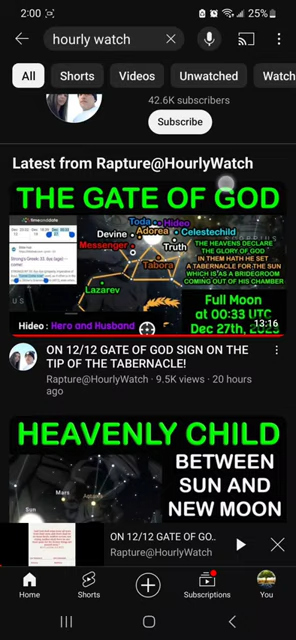 2:00
25%
hourly watch
All
Shorts
Videos
Unwatched
Watch
42.6K subscribers
Subscribe
Latest from Rapture@HourlyWatch
THE GATE OF GOD
timeanddate
Toda
Hideo
Devine
Adorea
Celestechild
Messenger
Truth
THE HEAVENS DECLARE
THE GLORY OF GOD
IN THEM HATH HE SET
A TABERNACLE FOR THE SUN
WHICH IS AS A BRIDEGROOM
COMING OUT OF HIS CHAMBER
Tabora
Lazarev
Full Moon
at 00:33 UTC
Dec 27th, 2023
13:16
Hideo : Hero and Husband
ON 12/12 GATE OF GOD SIGN ON THE
TIP OF THE TABERNACLE!
Rapture@HourlyWatch · 9.5K views · 20 hours
ago
HEAVENLY CHILD
BETWEEN
SUN AND
NEW MOON
Mars
Sun
ON 12/12 GATE OF GO..
Rapture@HourlyWatch
Home
Shorts
Subscriptions
You